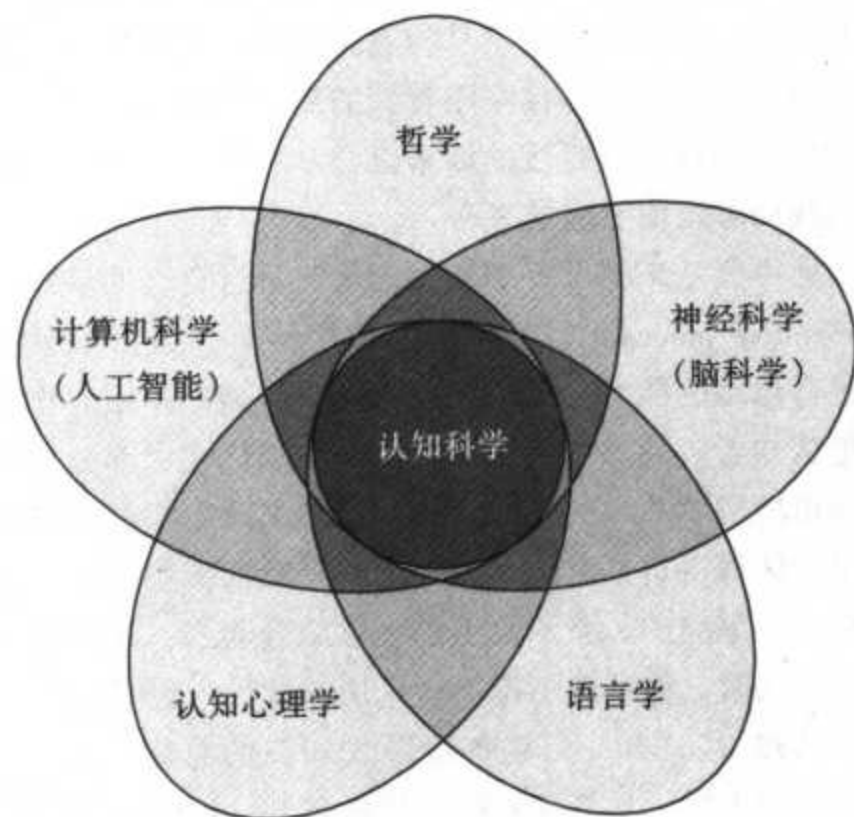 哲学
计算机科学
(人工智能)
神经科学
(脑科学)
认知科学
认知心理学
语言学